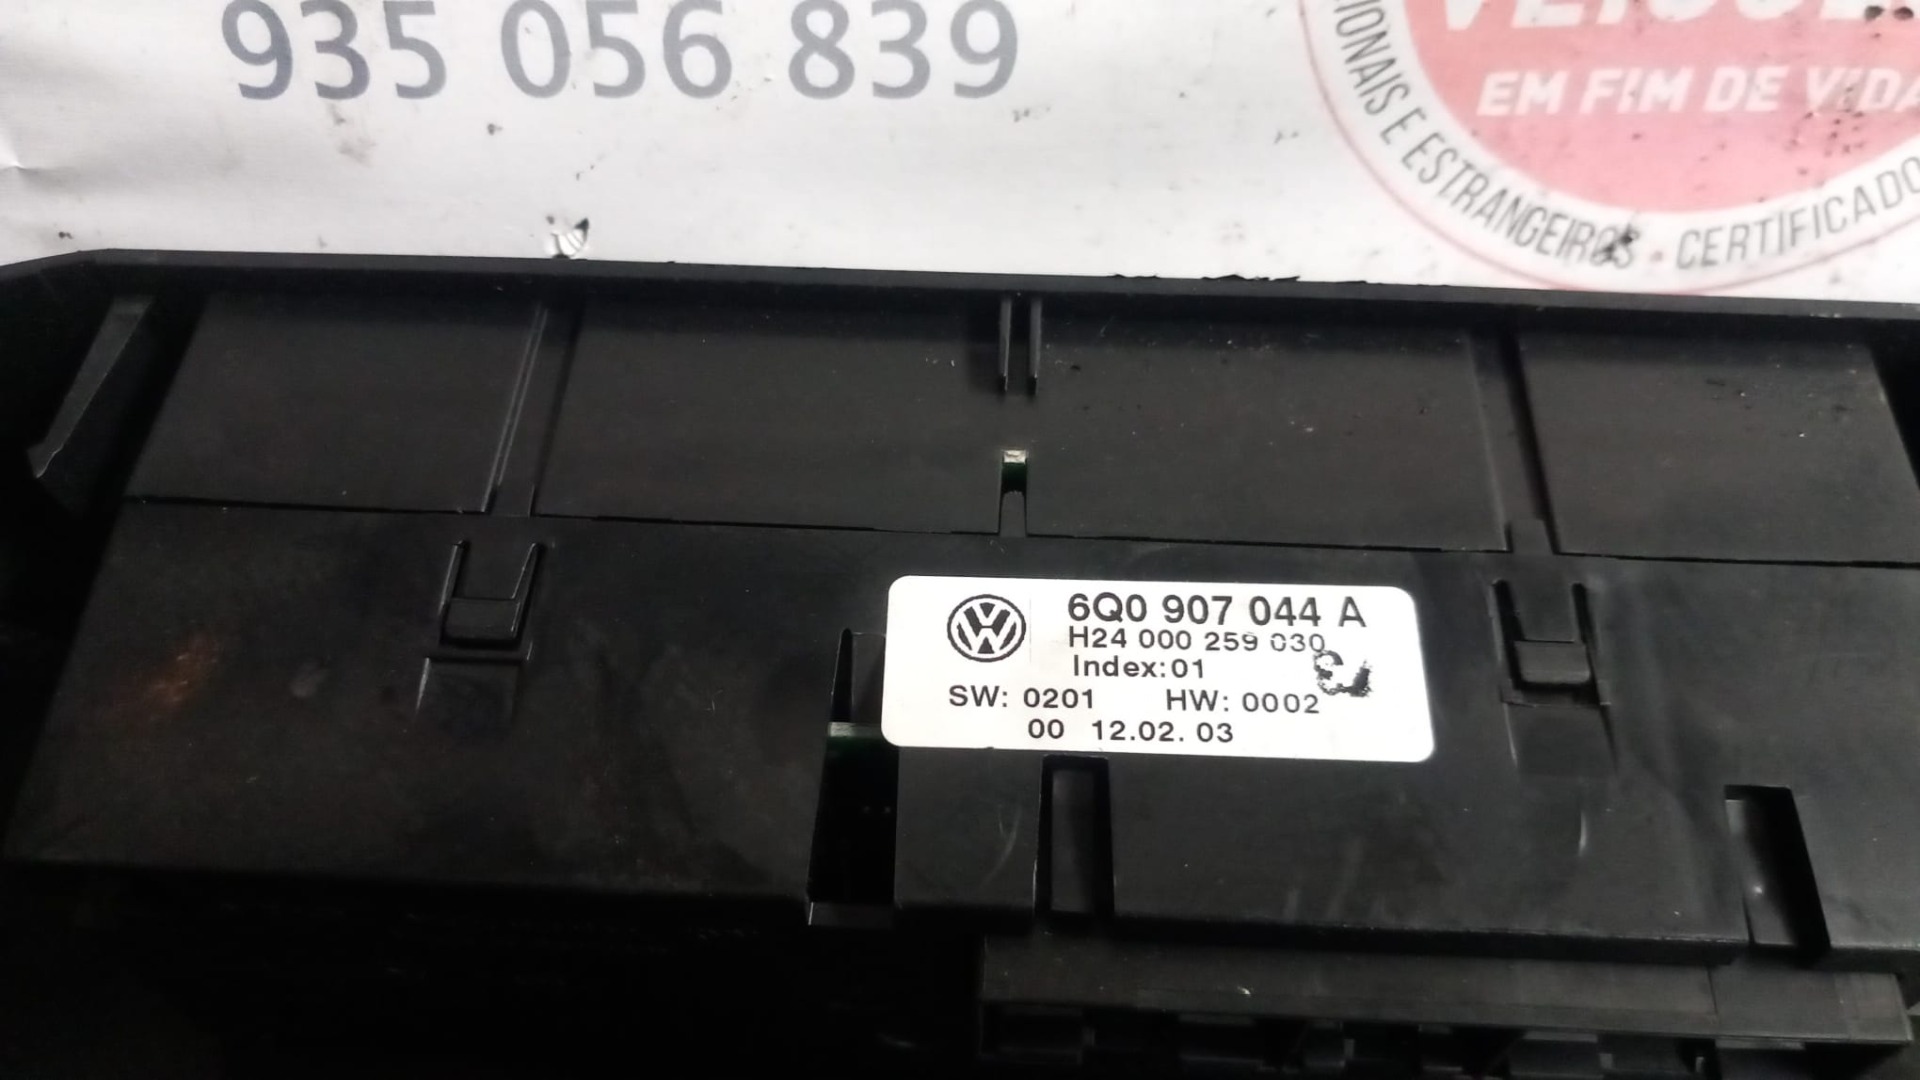 935 056 839
EM FIM DE VIDA
IONAIS E ESTRANGEIROS - CERTIFICADO
6Q0 907 044 A
H24 000 259 030
Index:01
SW: 0201 HW: 0002
00 12.02.03